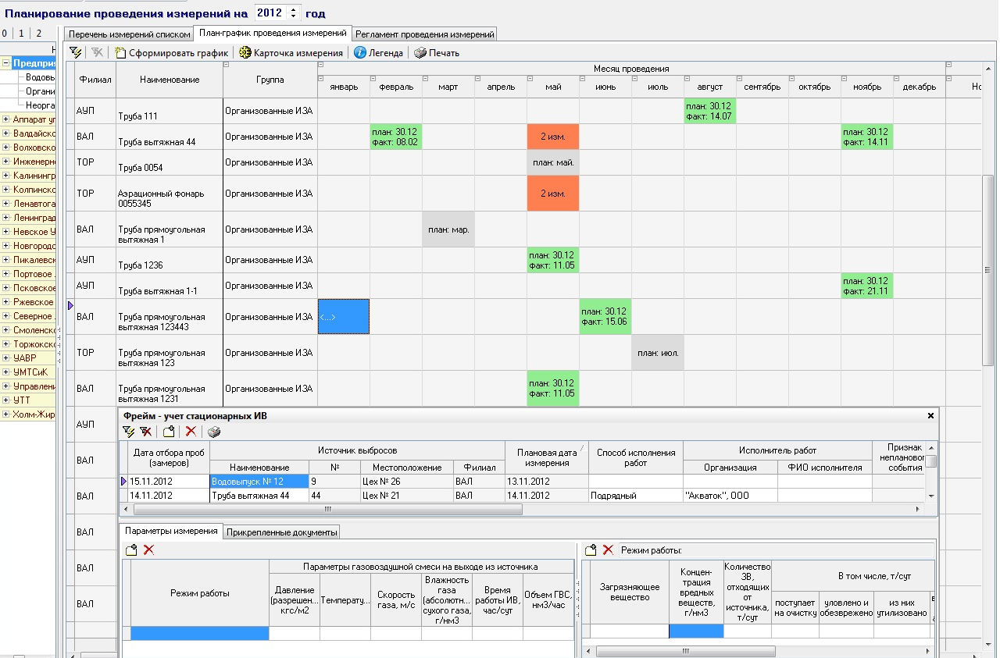 Планирование проведения измерений на 2012 год
0 1 2
Перечень измерений списком План-график проведения измерений Регламент проведения измерений
Сформировать график Карточка измерения Легенда Печать
Филиал Наименование Группа Месяц проведения
январь февраль март апрель май июнь июль август сентябрь октябрь ноябрь декабрь
Предприя
Водовы
Органи
Неорга
Аппарат уг
Валдайско
Волховско
Инженерн
Калинингр
Колпинско
Ленавтога
Ленинград
Невское У
Новгородс
Пикалевск
Портовое
Псковское
Ржевское
Северное
Смоленско
Торжокско
УАВР
УМТСиК
Управлени
УТТ
Холм-Жир
АУП Труба 111 Организованные ИЗА план: 30.12 факт: 14.07
ВАЛ Труба вытяжная 44 Организованные ИЗА план: 30.12 факт: 08.02 2 изм. план: 30.12 факт: 14.11
ТОР Труба 0054 Организованные ИЗА план: май.
ТОР Аэрационный фонарь 0055345 Организованные ИЗА 2 изм.
ВАЛ Труба прямоугольная вытяжная 1 Организованные ИЗА план: мар.
АУП Труба 1236 Организованные ИЗА план: 30.12 факт: 11.05
АУП Труба вытяжная 1-1 Организованные ИЗА план: 30.12 факт: 21.11
ВАЛ Труба прямоугольная вытяжная 123443 Организованные ИЗА <...> план: 30.12 факт: 15.06
ТОР Труба прямоугольная вытяжная 123 Организованные ИЗА план: июл.
ВАЛ Труба прямоугольная вытяжная 1231 Организованные ИЗА план: 30.12 факт: 11.05
АУП
ВАЛ
ВАЛ
ВАЛ
ВАЛ
ВАЛ
Фрейм - учет стационарных ИВ
Дата отбора проб (замеров) Источник выбросов Плановая дата измерения Способ исполнения работ Исполнитель работ Признак непланового события
Наименование № Местоположение Филиал Организация ФИО исполнителя
15.11.2012 Водовыпуск № 12 9 Цех № 26 ВАЛ 13.11.2012
14.11.2012 Труба вытяжная 44 44 Цех № 21 ВАЛ 14.11.2012 Подрядный "Акваток", ООО
Параметры измерения Прикрепленные документы
Режим работы:
Режим работы Параметры газовоздушной смеси на выходе из источника
Давление (разрешен... кгс/м2 Температу... Скорость газа, м/с Влажность газа (абсолютн... сухого газа, г/нм3 Время работы ИВ, час/сут Объем ГВС, нм3/час
Загрязняющее вещество Концен-трация вредных веществ, г/нм3 Количество ЗВ, отходящих от источника, т/сут В том числе, т/сут
поступает на очистку уловлено и обезврежено из них утилизовано